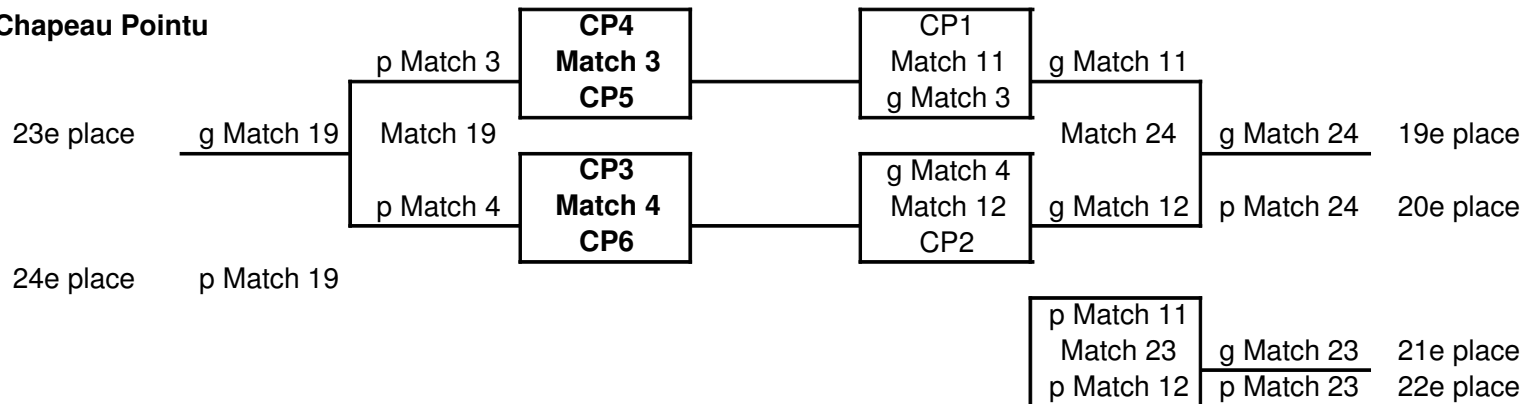 Chapeau Pointu
CP4 CP1
p Match 3 Match 3 Match 11 g Match 11
CP5 g Match 3
23e place g Match 19 Match 19 Match 24 g Match 24 19e place
CP3 g Match 4
p Match 4 Match 4 Match 12 g Match 12 p Match 24 20e place
CP6 CP2
24e place p Match 19
p Match 11
Match 23 g Match 23 21e place
p Match 12 p Match 23 22e place